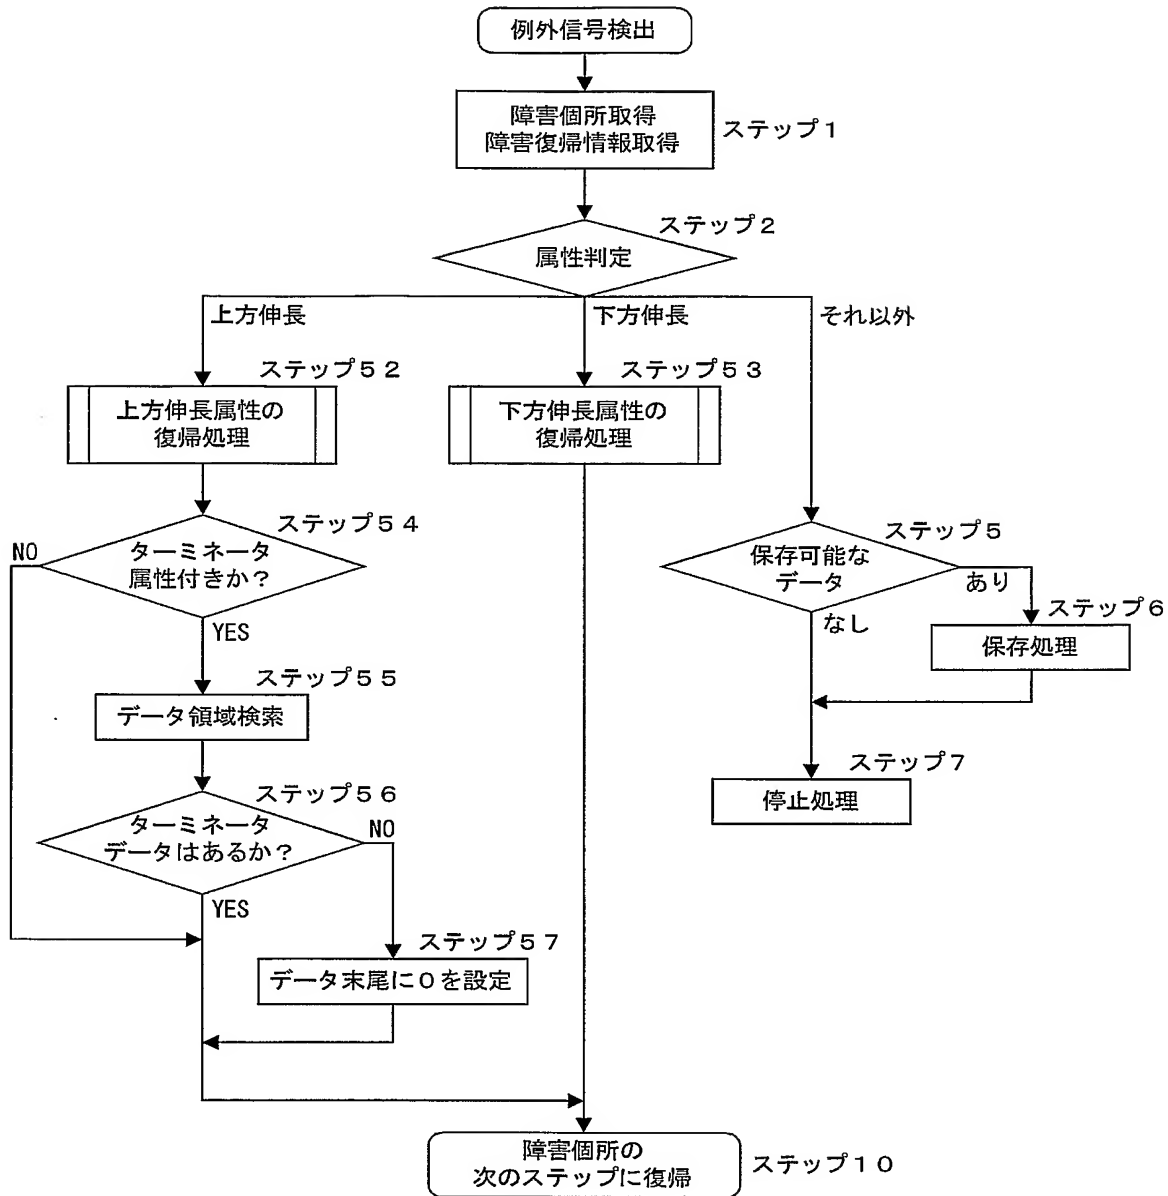 例外信号検出
障害個所取得
障害復帰情報取得
ステップ１
ステップ２
属性判定
上方伸長
下方伸長
それ以外
ステップ５２
上方伸長属性の
復帰処理
ステップ５３
下方伸長属性の
復帰処理
ステップ５４
ターミネータ
属性付きか？
NO
YES
ステップ５
保存可能な
データ
あり
なし
ステップ６
保存処理
ステップ５５
データ領域検索
ステップ７
停止処理
ステップ５６
ターミネータ
データはあるか？
NO
YES
ステップ５７
データ末尾に０を設定
障害個所の
次のステップに復帰
ステップ１０